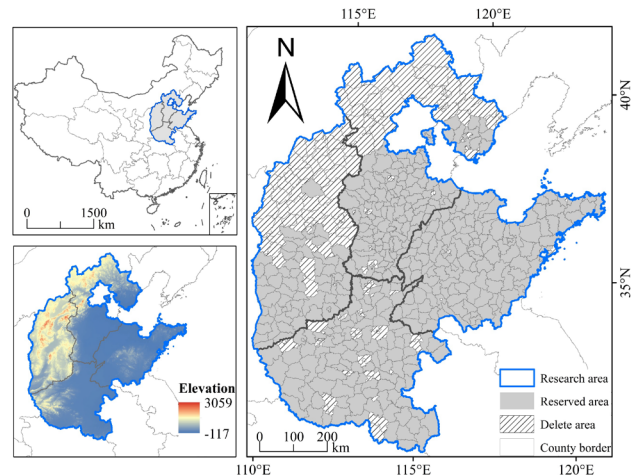 115°E 120°E
N
40°N
0 1500
km
35°N
Elevation
3059
-117
Research area
Reserved area
Delete area
County border
0 100 200
km
110°E 115°E 120°E